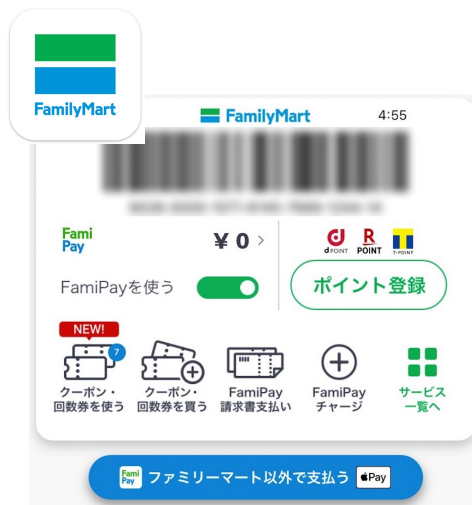 FamilyMart
FamilyMart 4:55
Fami
Pay
¥ 0 >
d POINT
R
POINT
T-POINT
FamiPayを使う
ポイント登録
NEW!
7
クーポン・
回数券を使う
クーポン・
回数券を買う
FamiPay
請求書支払い
FamiPay
チャージ
サービス
一覧へ
Fami
Pay
ファミリーマート以外で支払う
Pay